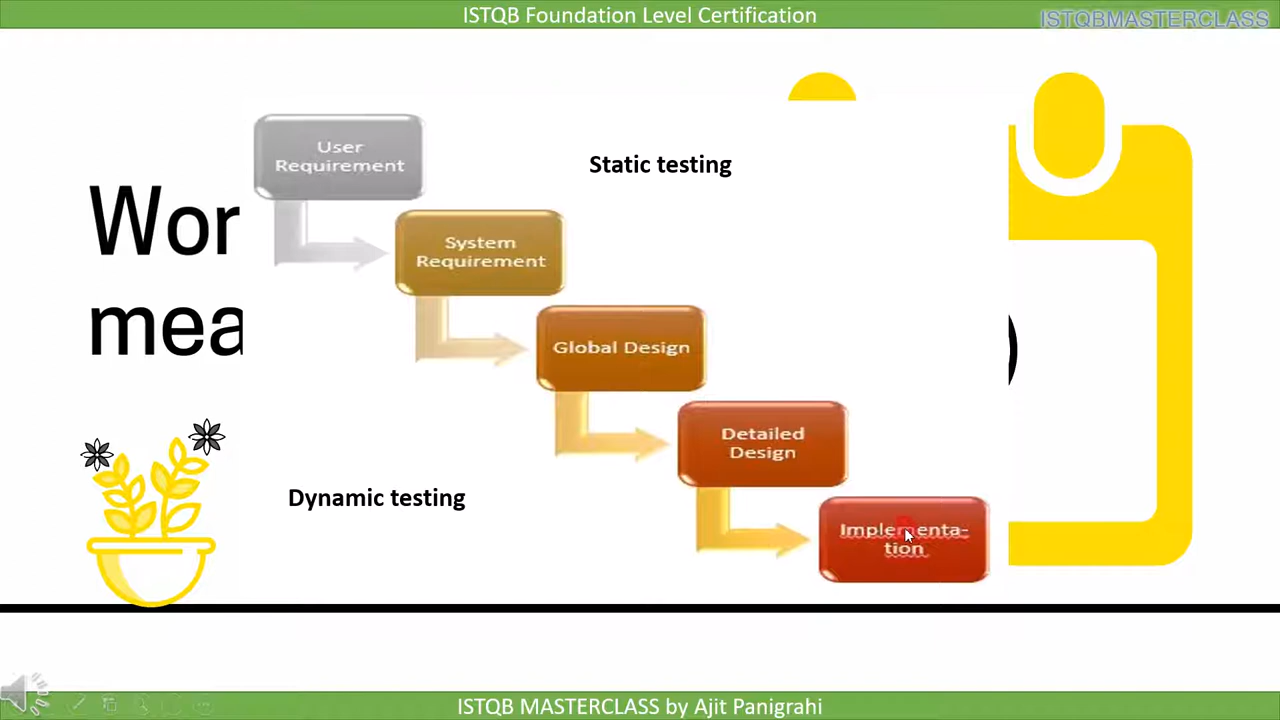 ISTQB Foundation Level Certification
ISTQBMASTERCLASS
User
Requirement
Static testing
Wor
System
Requirement
mea
Global Design
Detailed
Design
Dynamic testing
Implementa-
tion
ISTQB MASTERCLASS by Ajit Panigrahi